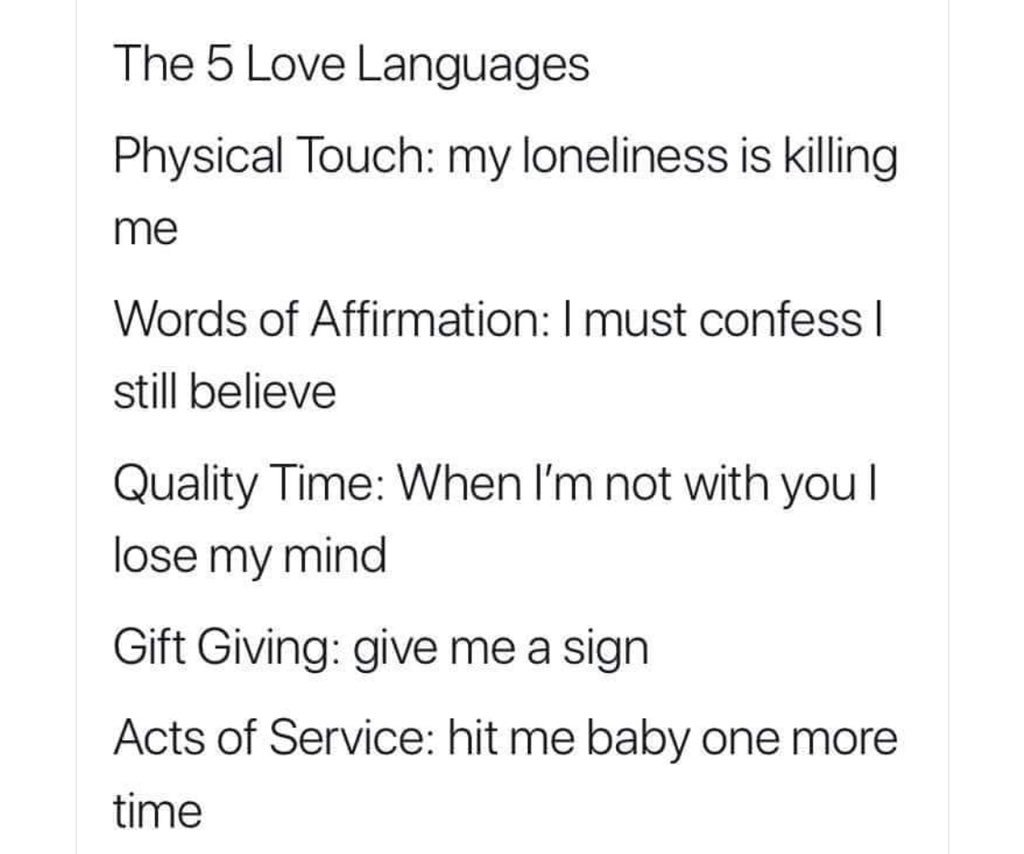 The 5 Love Languages
Physical Touch: my loneliness is killing
me
Words of Affirmation: I must confess I
still believe
Quality Time: When I'm not with you I
lose my mind
Gift Giving: give me a sign
Acts of Service: hit me baby one more
time